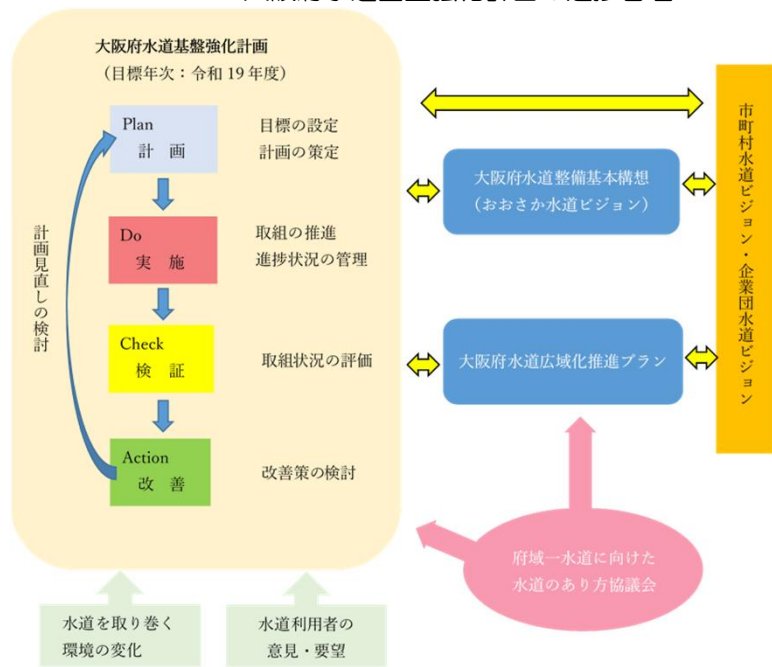 大阪府水道基盤強化計画
（目標年次：令和 19 年度）
Plan
計　画
目標の設定
計画の策定
Do
実　施
取組の推進
進捗状況の管理
Check
検　証
取組状況の評価
Action
改　善
改善策の検討
計画見直しの検討
水道を取り巻く
環境の変化
水道利用者の
意見・要望
大阪府水道整備基本構想
（おおさか水道ビジョン）
大阪府水道広域化推進プラン
府域一水道に向けた
水道のあり方協議会
市町村水道ビジョン・企業団水道ビジョン